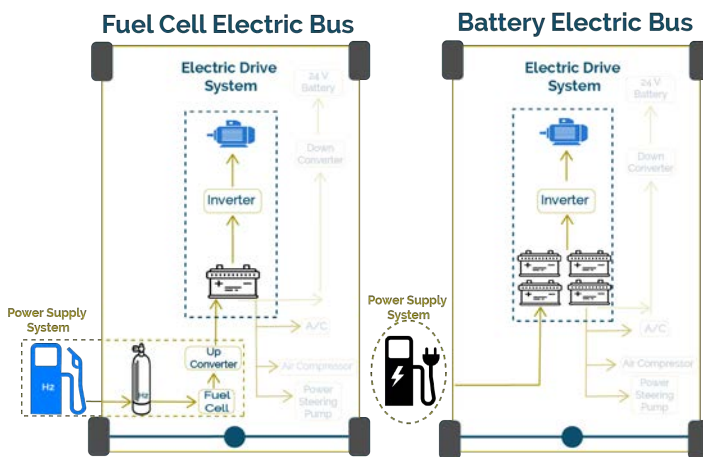 Fuel Cell Electric Bus
Electric Drive
System
24 V
Battery
Down
Converter
Inverter
Power Supply
System
A/C
Up
Converter
Air Compressor
Hz
Hz
Fuel
Cell
Power
Steering
Pump
Battery Electric Bus
Electric Drive
System
24 V
Battery
Down
Converter
Inverter
Power Supply
System
A/C
Air Compressor
Power
Steering
Pump